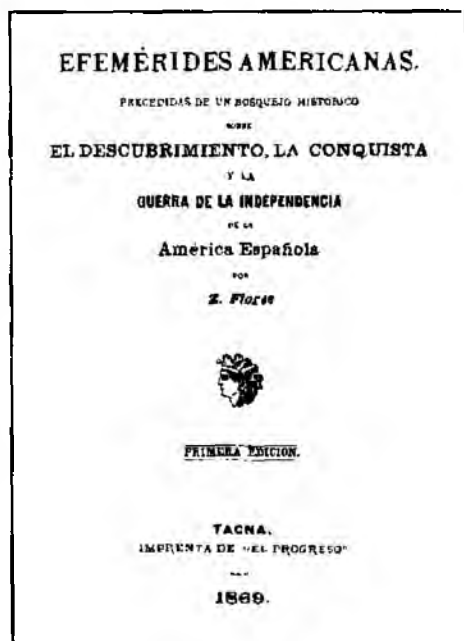 EFEMÉRIDES AMERICANAS.
PRECEDIDAS DE UN BOSQUEJO HISTORICO
SOBRE
EL DESCUBRIMIENTO, LA CONQUISTA
Y LA
GUERRA DE LA INDEPENDENCIA
DE LA
América Española
POR
Z. Flores
PRIMERA EDICION.
TACNA.
IMPRENTA DE "EL PROGRESO"
1869.